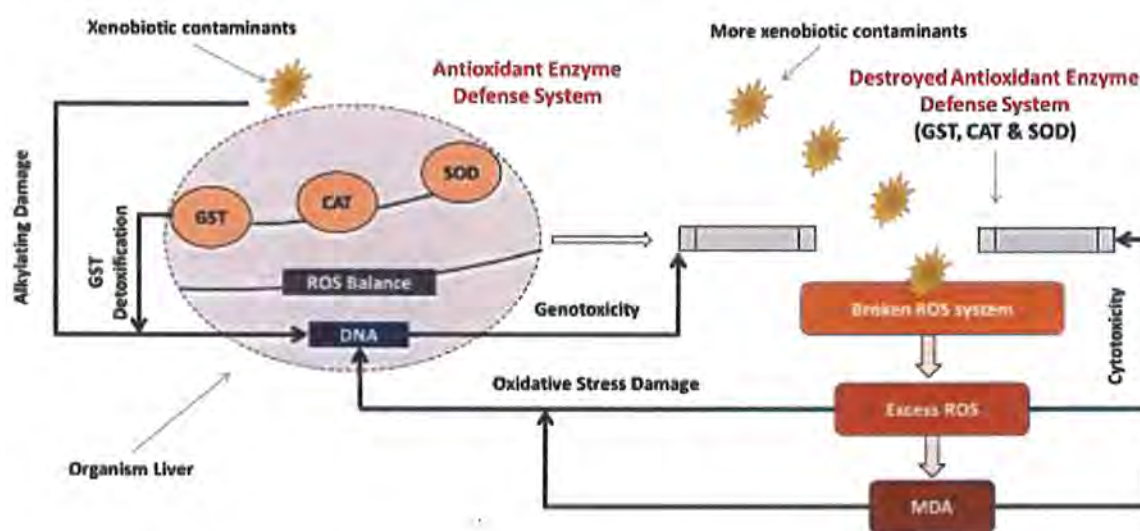 Xenobiotic contaminants
More xenobiotic contaminants
Antioxidant Enzyme
Defense System
Destroyed Antioxidant Enzyme
Defense System
(GST, CAT & SOD)
SOD
CAT
GST
Alkylating Damage
GST
Detoxification
ROS Balance
DNA
Genotoxicity
Broken ROS system
Cytotoxicity
Oxidative Stress Damage
Excess ROS
Organism Liver
MDA